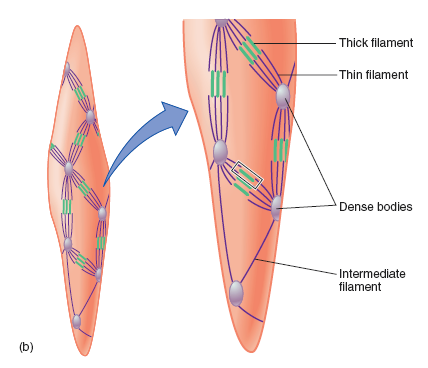 Thick filament
Thin filament
Dense bodies
Intermediate
filament
(b)